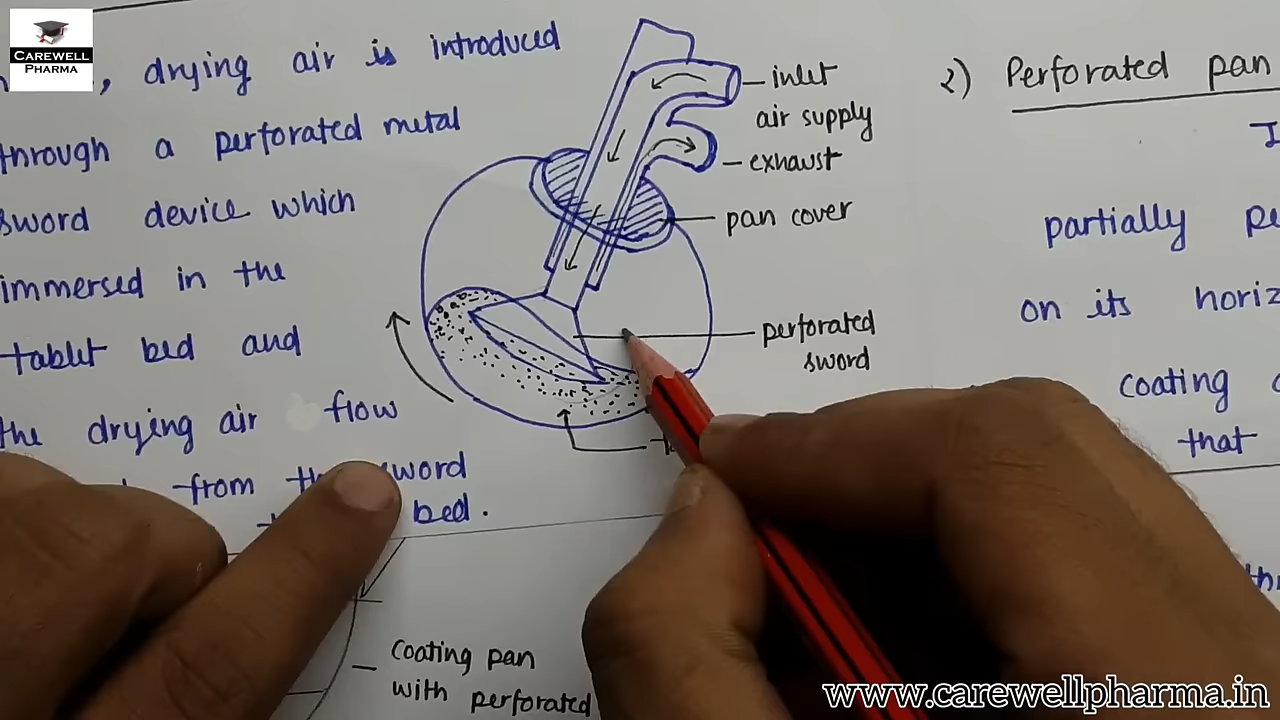 CAREWELL
PHARMA
, drying air is introduced
through a perforated metal
sword device which
immersed in the
tablet bed and
the drying air flow
from the sword
bed.
inlet
air supply
exhaust
pan cover
perforated
sword
2) Perforated pan
partially
on its
coating
that
coating pan
with perforated
www.carewellpharma.in